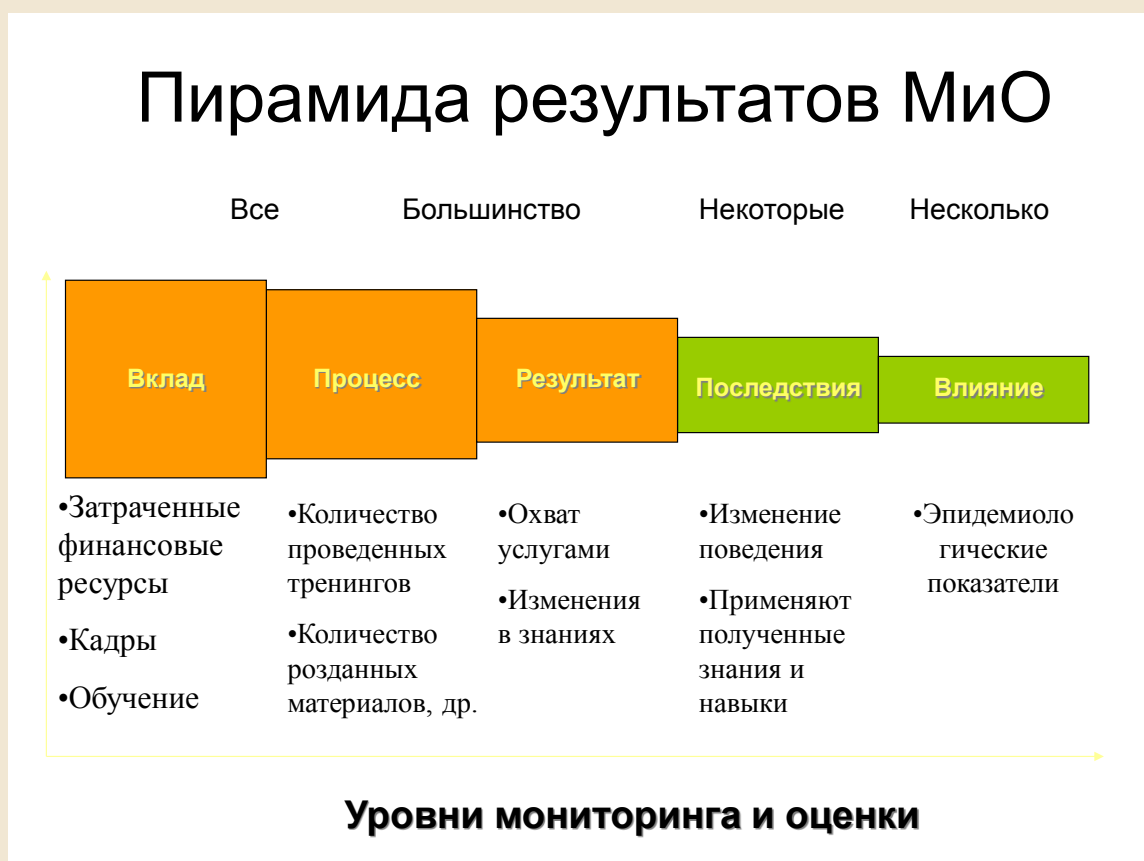 Пирамида результатов МиО
Все Большинство Некоторые Несколько
Вклад Процесс Результат Последствия Влияние
•Затраченные
финансовые
ресурсы
•Кадры
•Обучение
•Количество
проведенных
тренингов
•Количество
розданных
материалов, др.
•Охват
услугами
•Изменения
в знаниях
•Изменение
поведения
•Применяют
полученные
знания и
навыки
•Эпидемиоло
гические
показатели
Уровни мониторинга и оценки